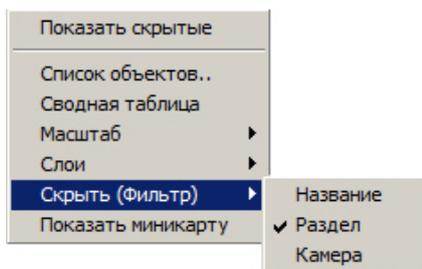 Показать скрытые
Список объектов..
Сводная таблица
Масштаб
Слои
Скрыть (Фильтр)
Показать миникарту
Название
Раздел
Камера